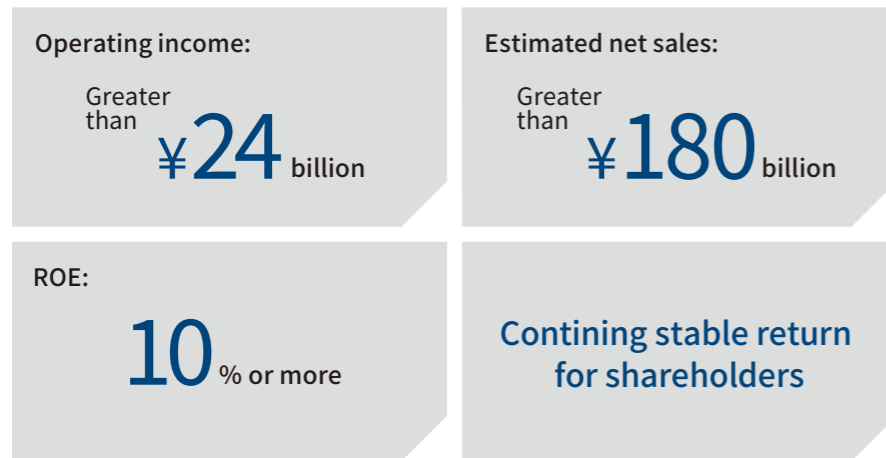 Operating income:
Greater
than
¥24 billion
Estimated net sales:
Greater
than
¥180 billion
ROE:
10% or more
Contining stable return
for shareholders